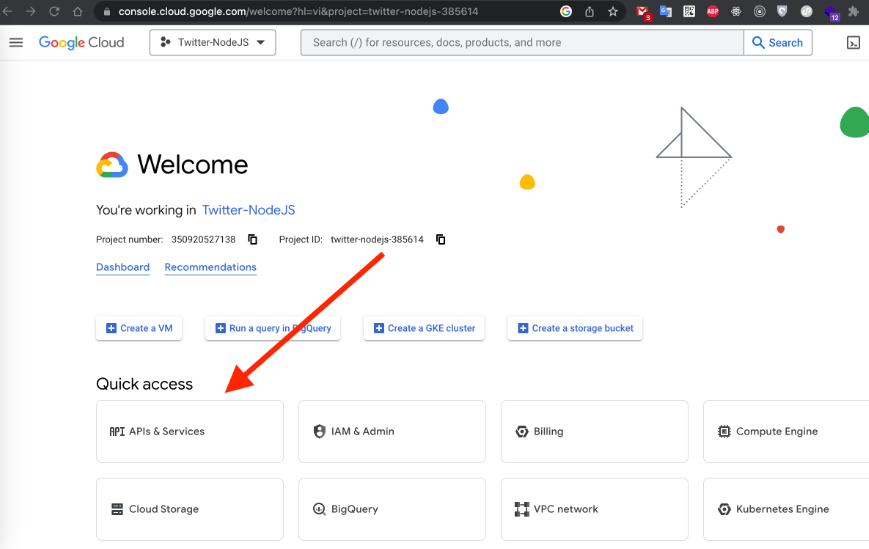 console.cloud.google.com/welcome?hl=vi&project=twitter-nodejs-385614
3
ABP
12
Google Cloud
Twitter-NodeJS
Search (/) for resources, docs, products, and more
Search
Welcome
You're working in Twitter-NodeJS
Project number: 350920527138 Project ID: twitter-nodejs-385614
Dashboard Recommendations
Create a VM Run a query in BigQuery Create a GKE cluster Create a storage bucket
Quick access
API APIs & Services IAM & Admin Billing Compute Engine
Cloud Storage BigQuery VPC network Kubernetes Engine